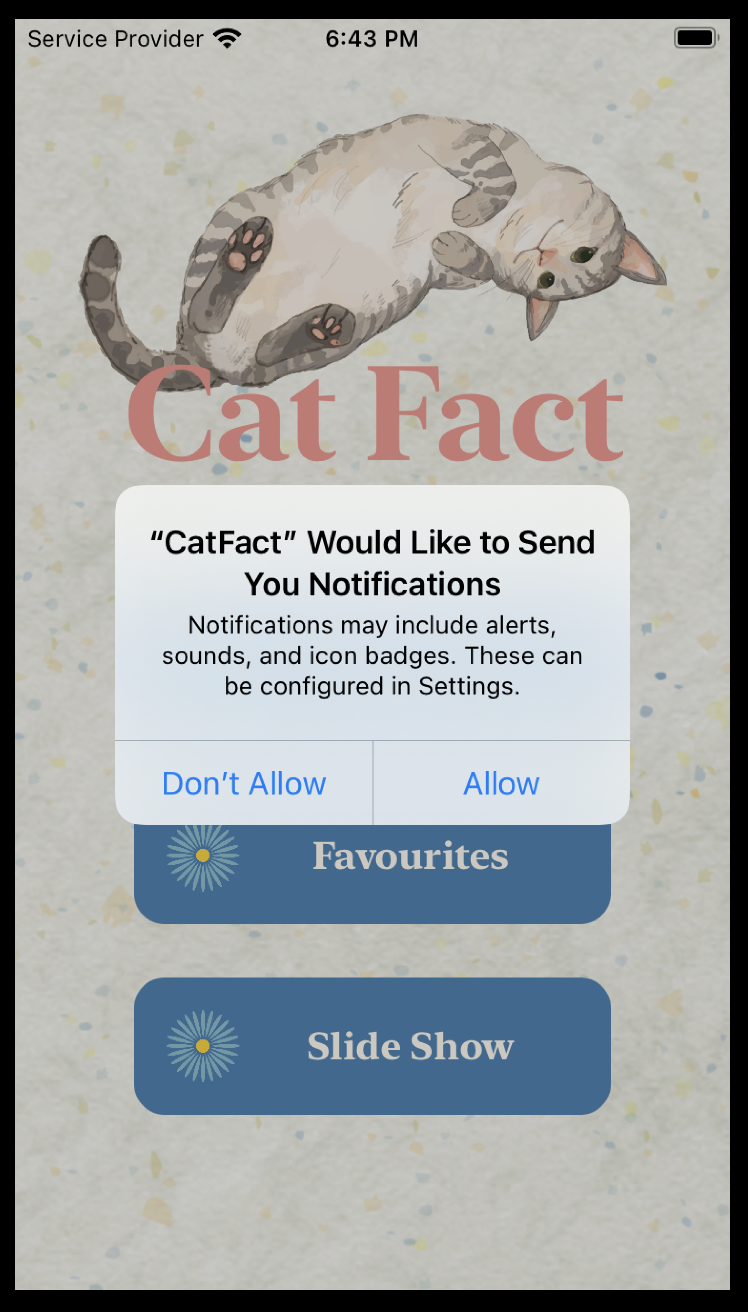 Service Provider 6:43 PM
Cat Fact
“CatFact” Would Like to Send
You Notifications
Notifications may include alerts,
sounds, and icon badges. These can
be configured in Settings.
Don’t Allow Allow
Favourites
Slide Show